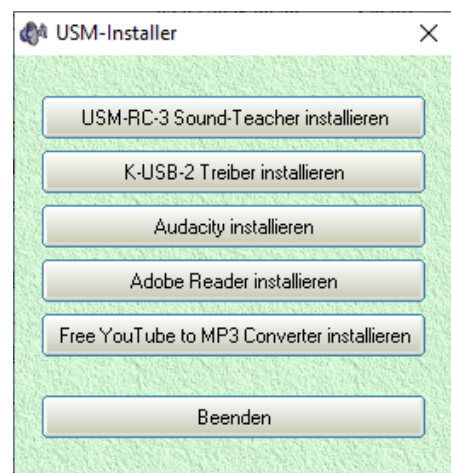 USM-Installer
USM-RC-3 Sound-Teacher installieren
K-USB-2 Treiber installieren
Audacity installieren
Adobe Reader installieren
Free YouTube to MP3 Converter installieren
Beenden